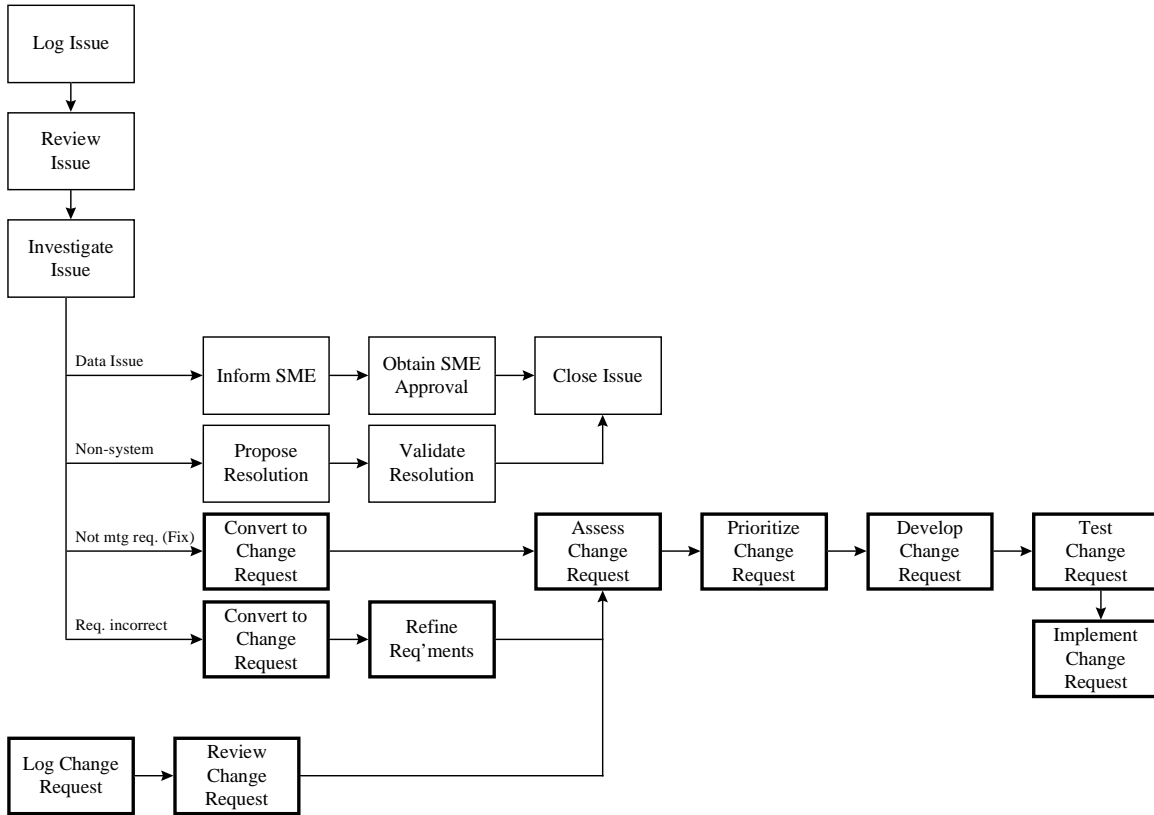 Log Issue
Review
Issue
Investigate
Issue
Data Issue
Inform SME
Obtain SME
Approval
Close Issue
Non-system
Propose
Resolution
Validate
Resolution
Not mtg req. (Fix)
Convert to
Change
Request
Assess
Change
Request
Prioritize
Change
Request
Develop
Change
Request
Test
Change
Request
Req. incorrect
Convert to
Change
Request
Refine
Req’ments
Implement
Change
Request
Log Change
Request
Review
Change
Request